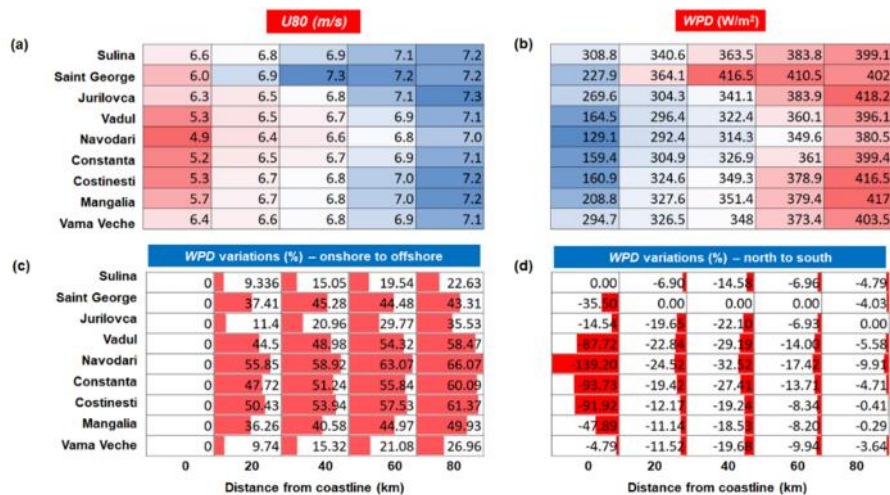 U80 (m/s) WPD (W/m²)
(a) (b)
Sulina 6.6 6.8 6.9 7.1 7.2 308.8 340.6 363.5 383.8 399.1
Saint George 6.0 6.9 7.3 7.2 7.2 227.9 364.1 416.5 410.5 402
Jurilovca 6.3 6.5 6.8 7.1 7.3 269.6 304.3 341.1 383.9 418.2
Vadul 5.3 6.5 6.7 6.9 7.1 164.5 296.4 322.4 360.1 396.1
Navodari 4.9 6.4 6.6 6.8 7.0 129.1 292.4 314.3 349.6 380.5
Constanta 5.2 6.5 6.7 6.9 7.1 159.4 304.9 326.9 361 399.4
Costinesti 5.3 6.7 6.8 7.0 7.2 160.9 324.6 349.3 378.9 416.5
Mangalia 5.7 6.7 6.8 7.0 7.2 208.8 327.6 351.4 379.4 417
Vama Veche 6.4 6.6 6.8 6.9 7.1 294.7 326.5 348 373.4 403.5
WPD variations (%) – onshore to offshore WPD variations (%) – north to south
(c) (d)
Sulina 0 9.336 15.05 19.54 22.63 0.00 -6.90 -14.58 -6.96 -4.79
Saint George 0 37.41 45.28 44.48 43.31 -35.50 0.00 0.00 0.00 -4.03
Jurilovca 0 11.4 20.96 29.77 35.53 -14.54 -19.65 -22.10 -6.93 0.00
Vadul 0 44.5 48.98 54.32 58.47 -87.72 -22.84 -29.19 -14.00 -5.58
Navodari 0 55.85 58.92 63.07 66.07 -139.20 -24.52 -32.52 -17.42 -9.91
Constanta 0 47.72 51.24 55.84 60.09 -93.73 -19.42 -27.41 -13.71 -4.71
Costinesti 0 50.43 53.94 57.53 61.37 -91.92 -12.17 -19.24 -8.34 -0.41
Mangalia 0 36.26 40.58 44.97 49.93 -47.89 -11.14 -18.53 -8.20 -0.29
Vama Veche 0 9.74 15.32 21.08 26.96 -4.79 -11.52 -19.68 -9.94 -3.64
0 20 40 60 80 0 20 40 60 80
Distance from coastline (km) Distance from coastline (km)